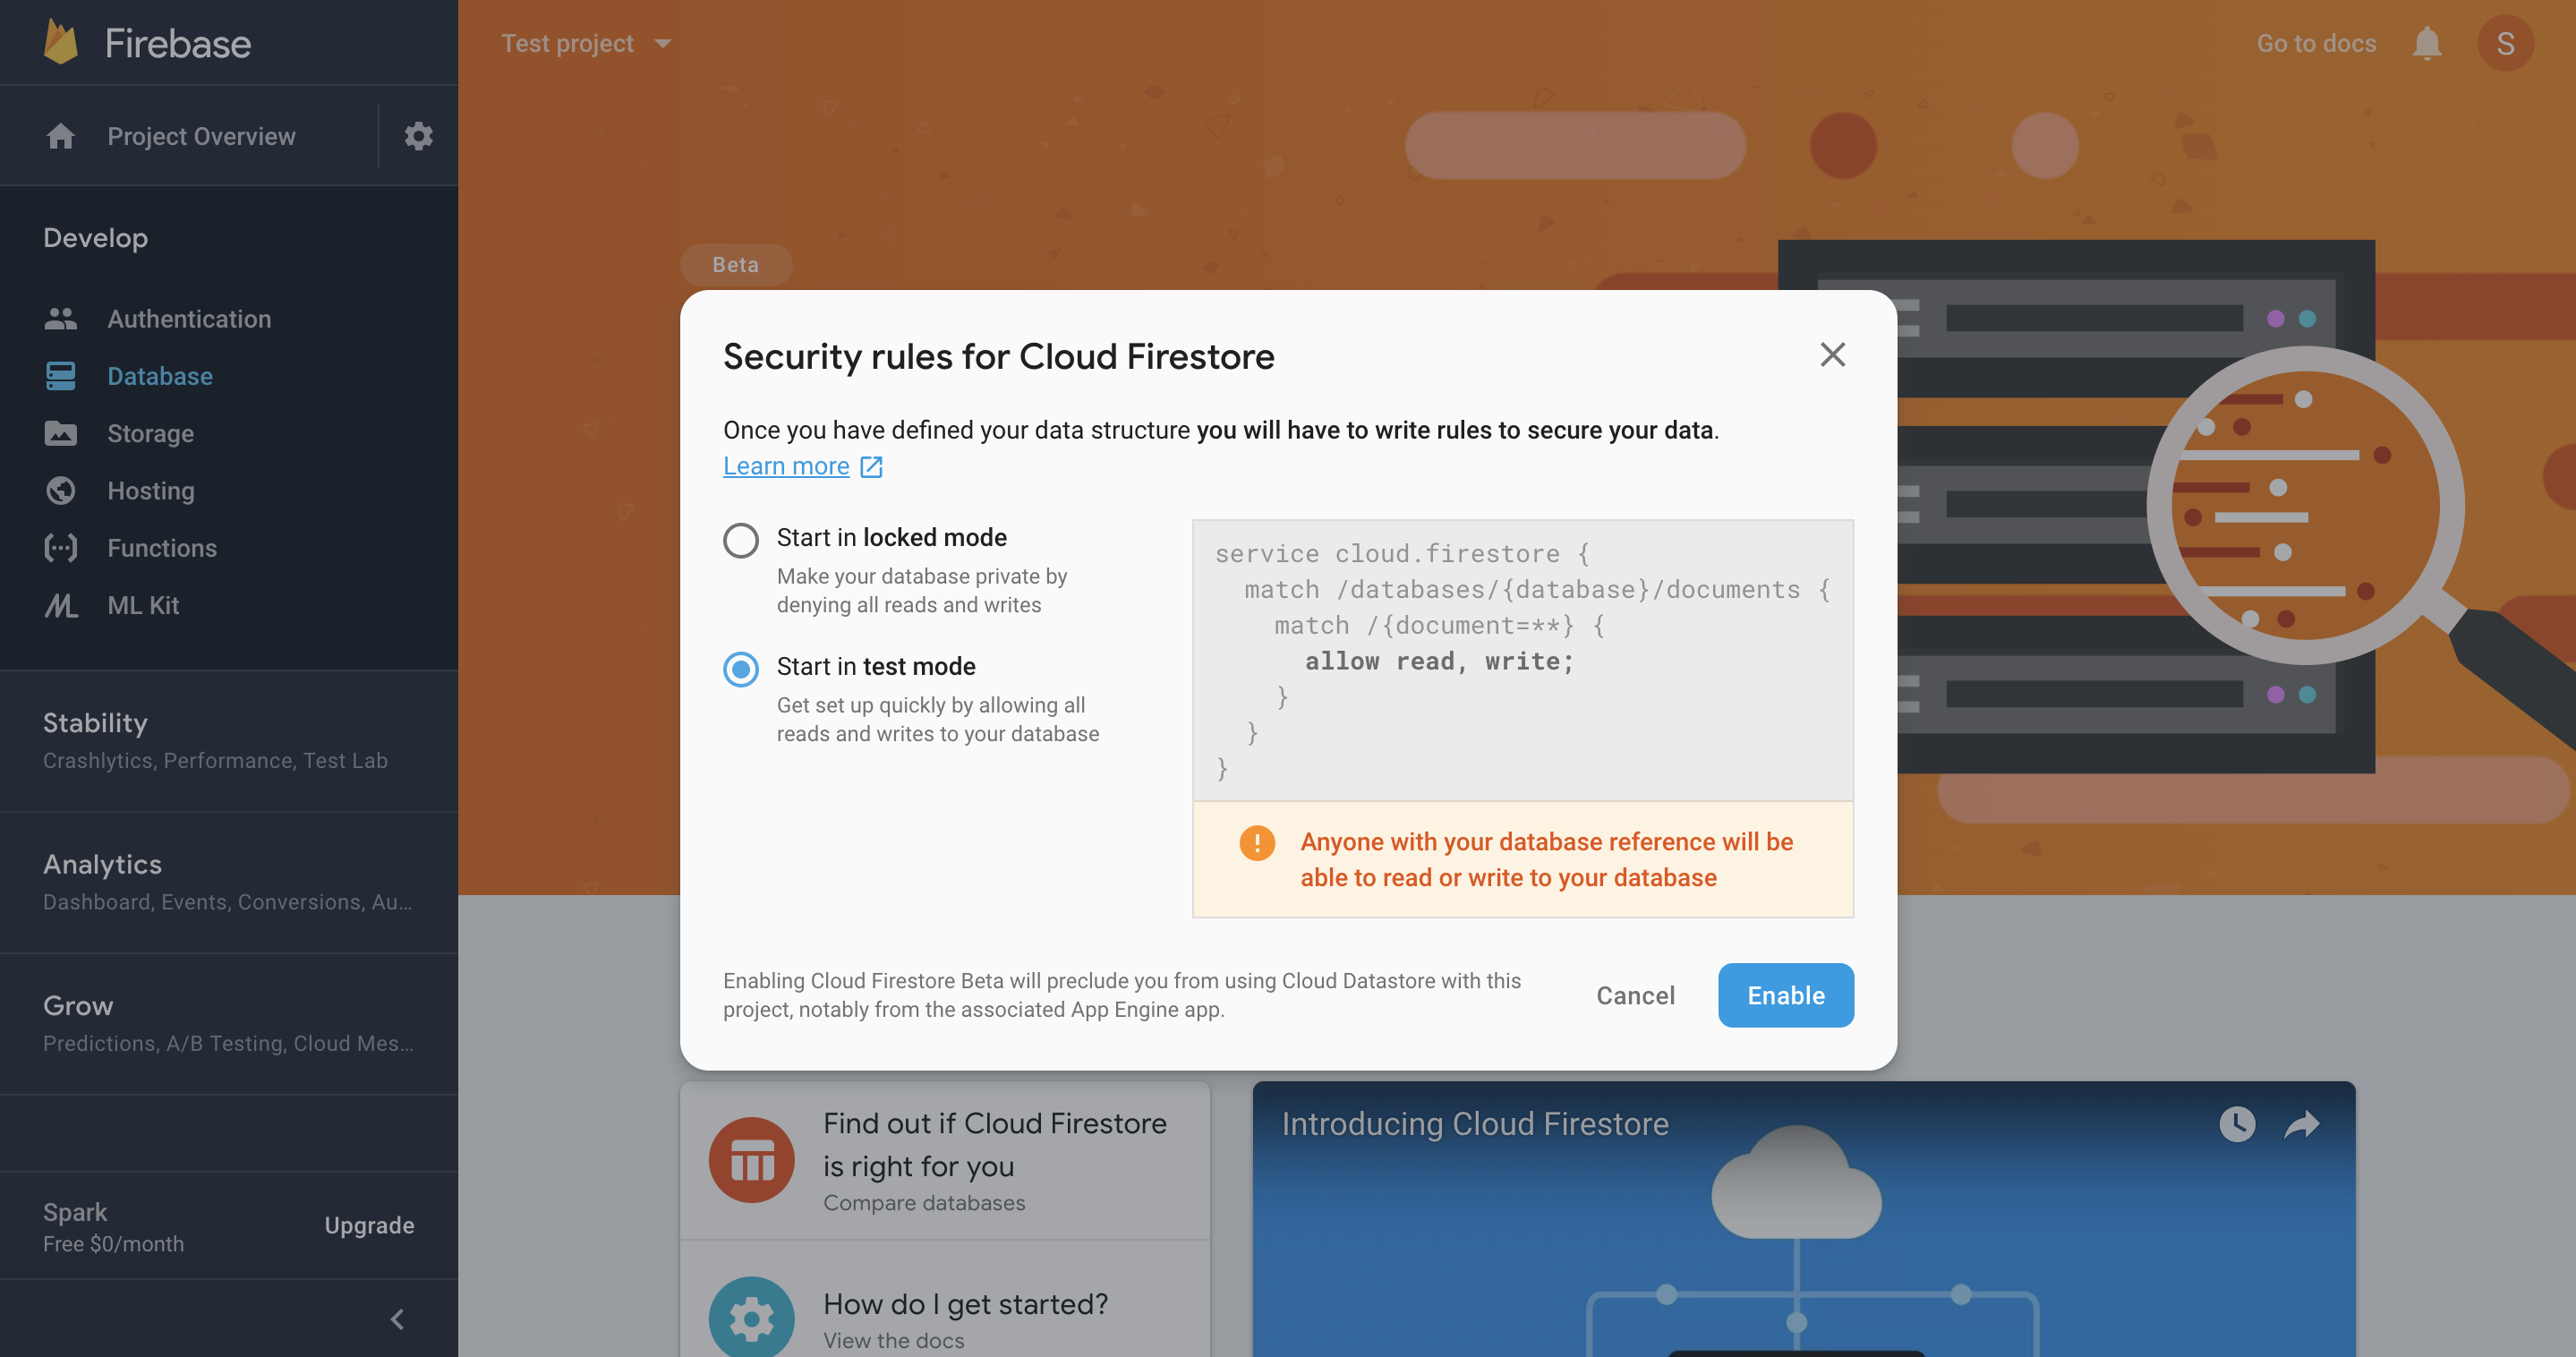 Firebase
Test project
Go to docs
S
Project Overview
Develop
Authentication
Database
Storage
Hosting
Functions
ML Kit
Stability
Crashlytics, Performance, Test Lab
Analytics
Dashboard, Events, Conversions, Au...
Grow
Predictions, A/B Testing, Cloud Mes...
Spark
Free $0/month
Upgrade
Beta
Security rules for Cloud Firestore
Once you have defined your data structure you will have to write rules to secure your data.
Learn more
Start in locked mode
Make your database private by
denying all reads and writes
Start in test mode
Get set up quickly by allowing all
reads and writes to your database
service cloud.firestore {
match /databases/{database}/documents {
match /{document=**} {
allow read, write;
}
}
}
!
Anyone with your database reference will be
able to read or write to your database
Enabling Cloud Firestore Beta will preclude you from using Cloud Datastore with this
project, notably from the associated App Engine app.
Cancel
Enable
Find out if Cloud Firestore
is right for you
Compare databases
How do I get started?
View the docs
Introducing Cloud Firestore